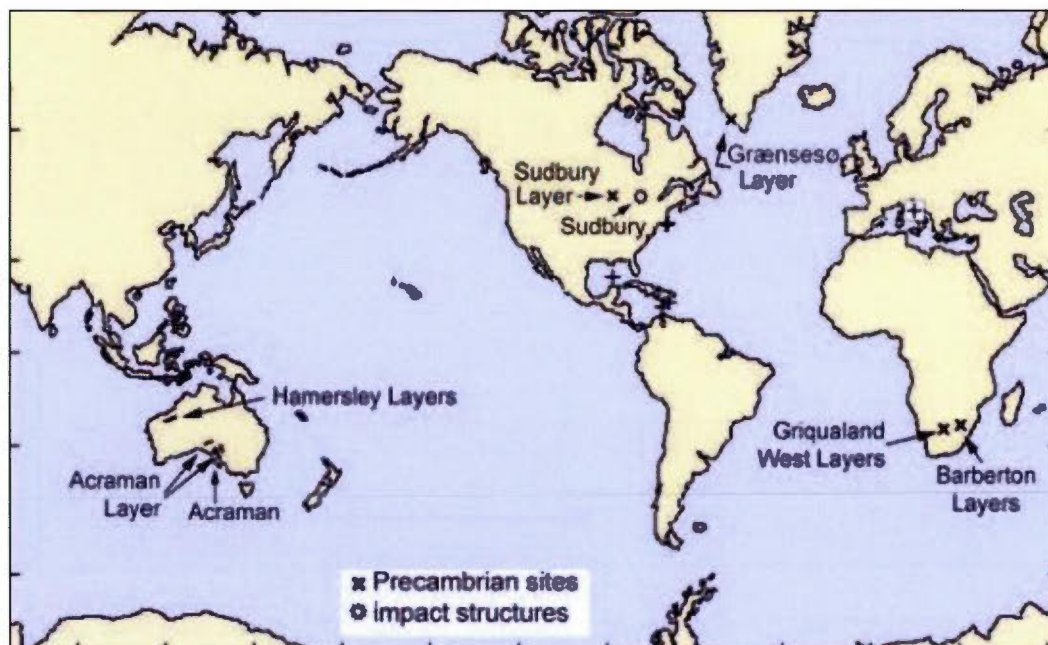 Grænsesø
Layer
Sudbury
Layer
Sudbury
Hamersley Layers
Griqualand
West Layers
Barberton
Layers
Acraman
Layer
Acraman
Precambrian sites
impact structures